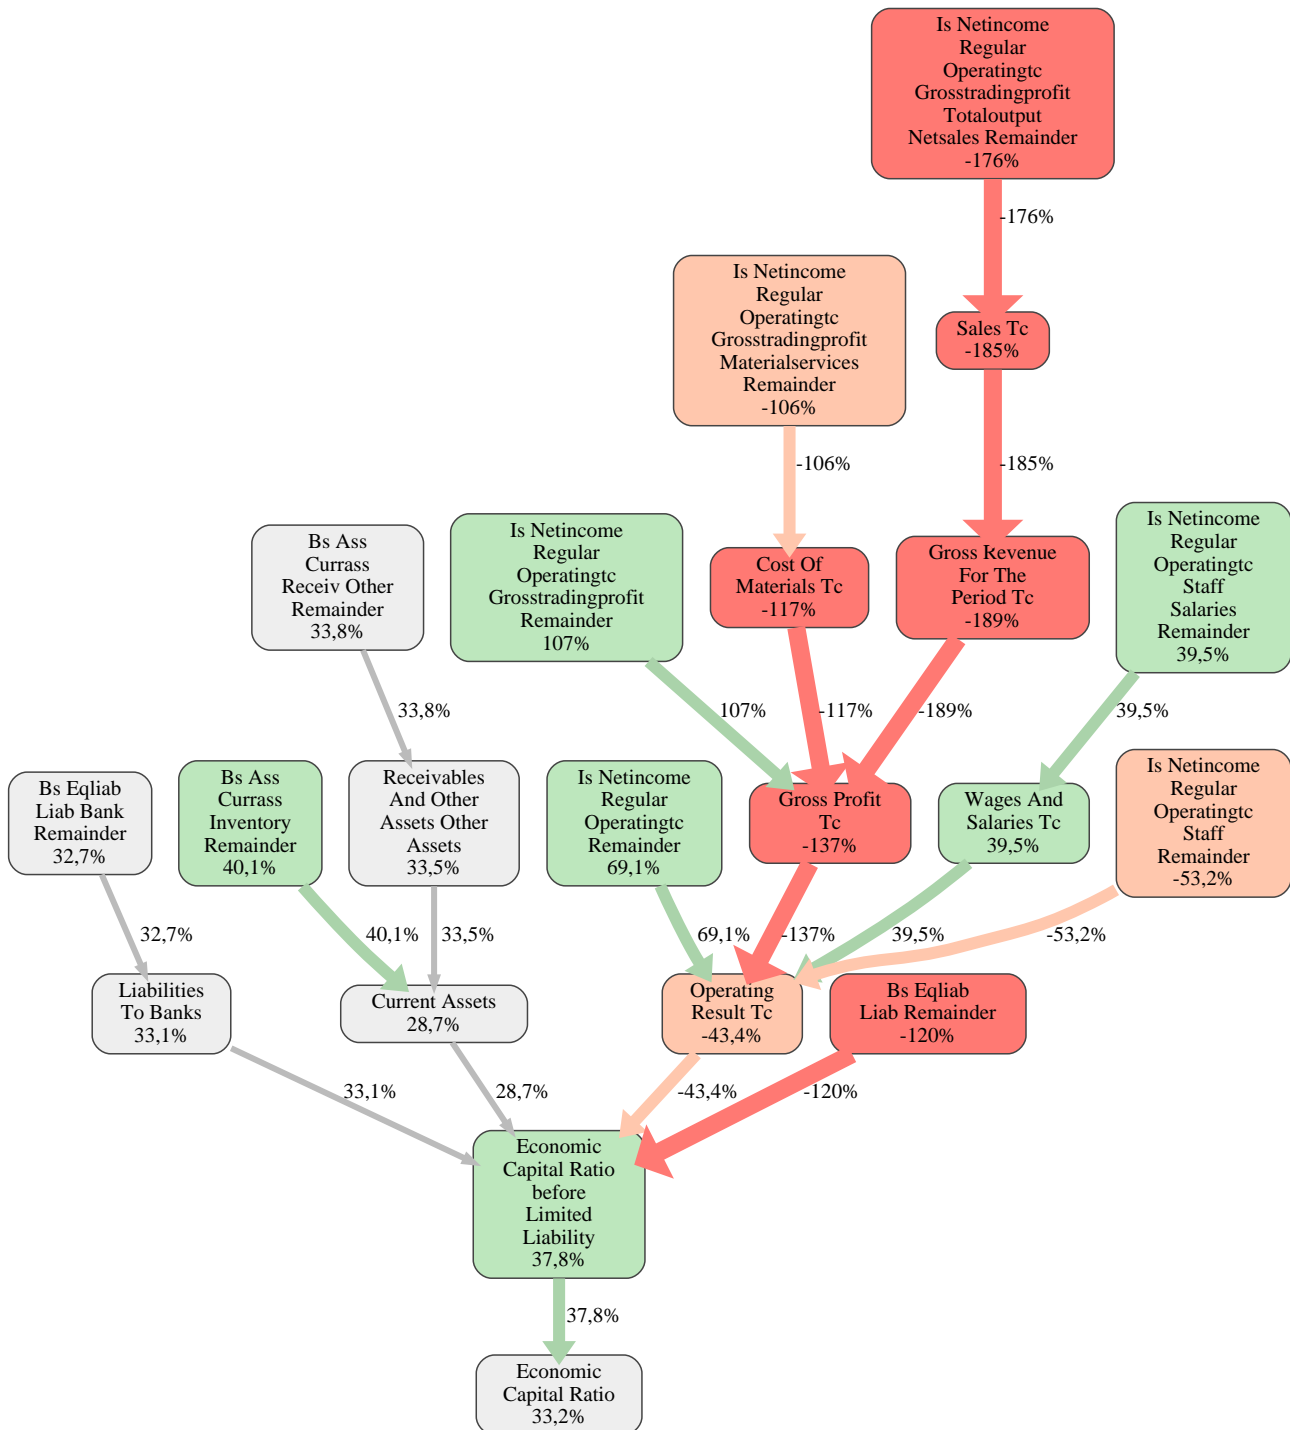 Is Netincome
Regular
Operatingtc
Grosstradingprofit
Totaloutput
Netsales Remainder
-176%
-176%
Is Netincome
Regular
Operatingtc
Grosstradingprofit
Materialservices
Remainder
-106%
Sales Tc
-185%
-106%
-185%
Bs Ass
Currass
Receiv Other
Remainder
33,8%
Is Netincome
Regular
Operatingtc
Grosstradingprofit
Remainder
107%
Cost Of
Materials Tc
-117%
Gross Revenue
For The
Period Tc
-189%
Is Netincome
Regular
Operatingtc
Staff
Salaries
Remainder
39,5%
33,8%
107%
-117%
-189%
39,5%
Bs Eqliab
Liab Bank
Remainder
32,7%
Bs Ass
Currass
Inventory
Remainder
40,1%
Receivables
And Other
Assets Other
Assets
33,5%
Is Netincome
Regular
Operatingtc
Remainder
69,1%
Gross Profit
Tc
-137%
Wages And
Salaries Tc
39,5%
Is Netincome
Regular
Operatingtc
Staff
Remainder
-53,2%
32,7%
40,1%
33,5%
69,1%
-137%
39,5%
-53,2%
Liabilities
To Banks
33,1%
Current Assets
28,7%
Operating
Result Tc
-43,4%
Bs Eqliab
Liab Remainder
-120%
33,1%
28,7%
-43,4%
-120%
Economic
Capital Ratio
before
Limited
Liability
37,8%
37,8%
Economic
Capital Ratio
33,2%